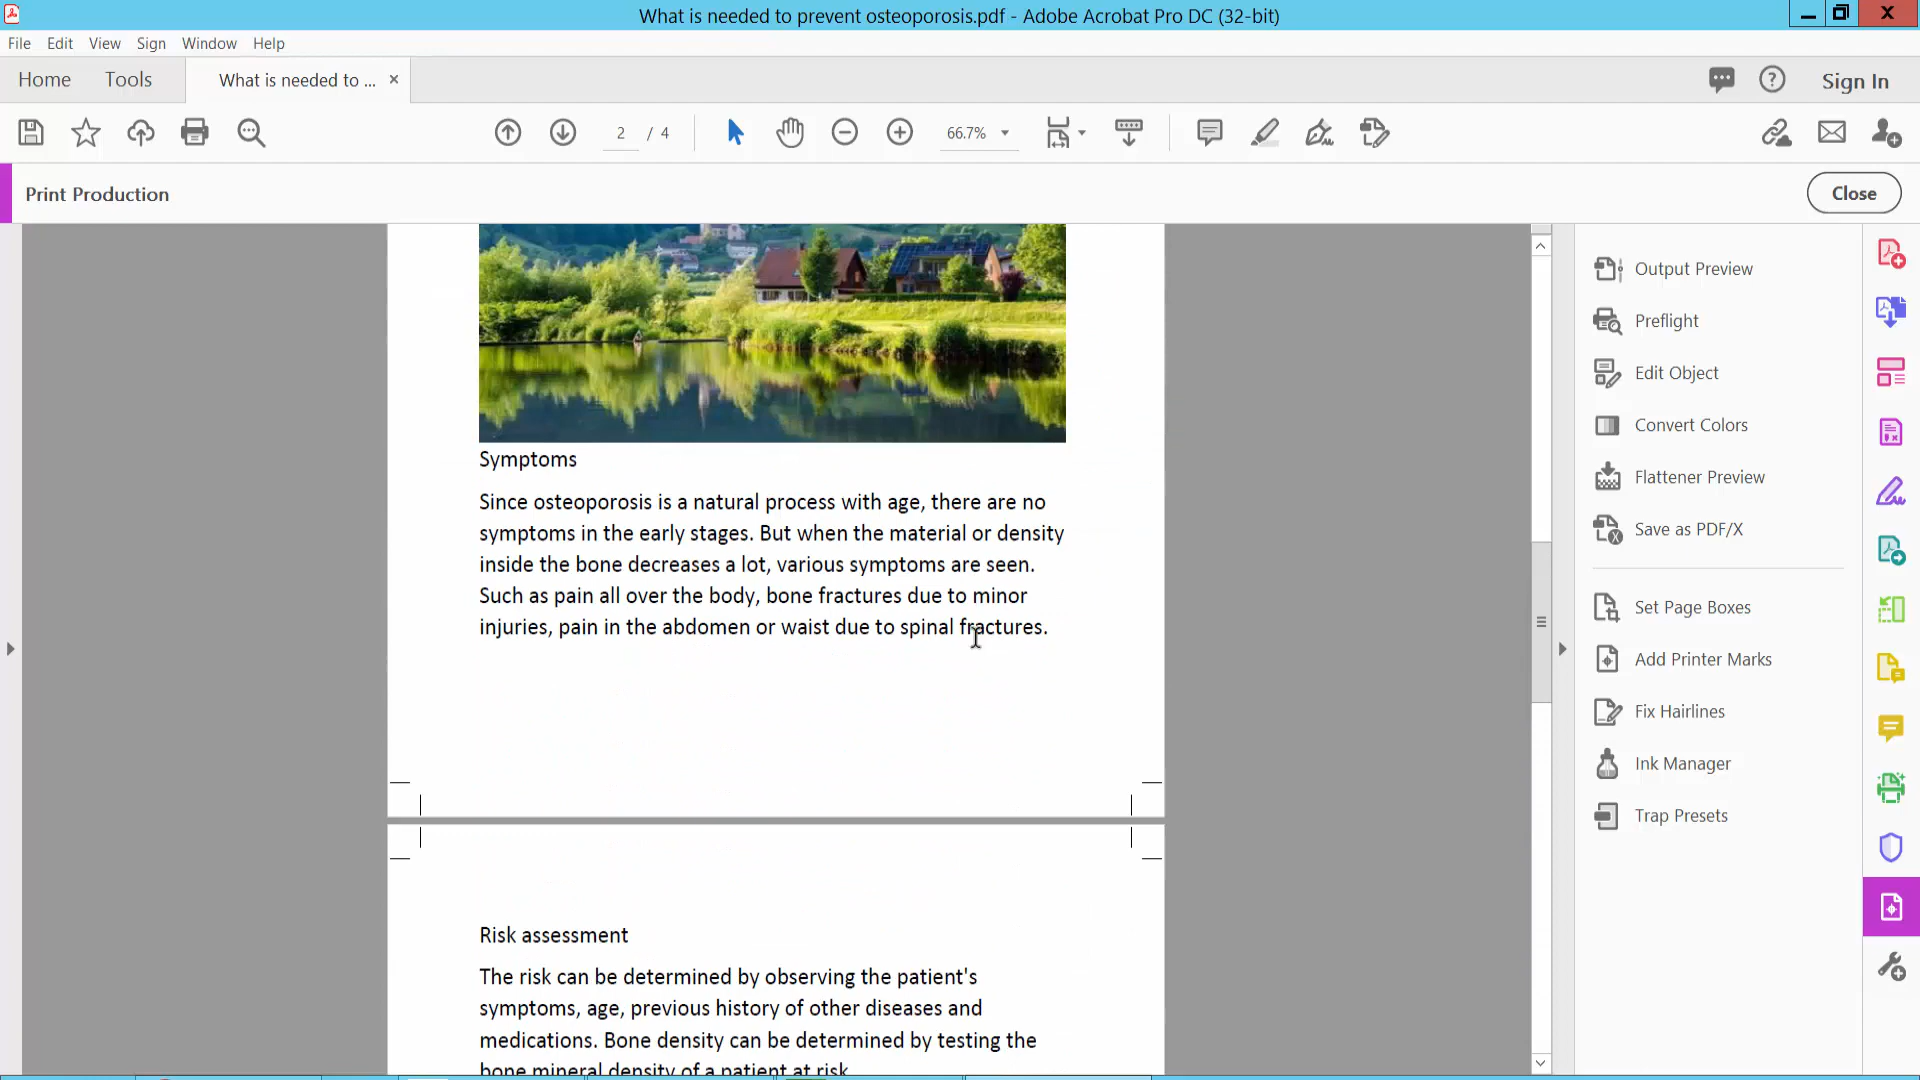 What is needed to prevent osteoporosis.pdf - Adobe Acrobat Pro DC (32-bit)
File Edit View Sign Window Help
Home Tools What is needed to ... × Sign In
2 / 4 66.7%
Print Production Close
Symptoms
Since osteoporosis is a natural process with age, there are no
symptoms in the early stages. But when the material or density
inside the bone decreases a lot, various symptoms are seen.
Such as pain all over the body, bone fractures due to minor
injuries, pain in the abdomen or waist due to spinal fractures.
Risk assessment
The risk can be determined by observing the patient's
symptoms, age, previous history of other diseases and
medications. Bone density can be determined by testing the
bone mineral density of a patient at risk
Output Preview
Preflight
Edit Object
Convert Colors
Flattener Preview
Save as PDF/X
Set Page Boxes
Add Printer Marks
Fix Hairlines
Ink Manager
Trap Presets